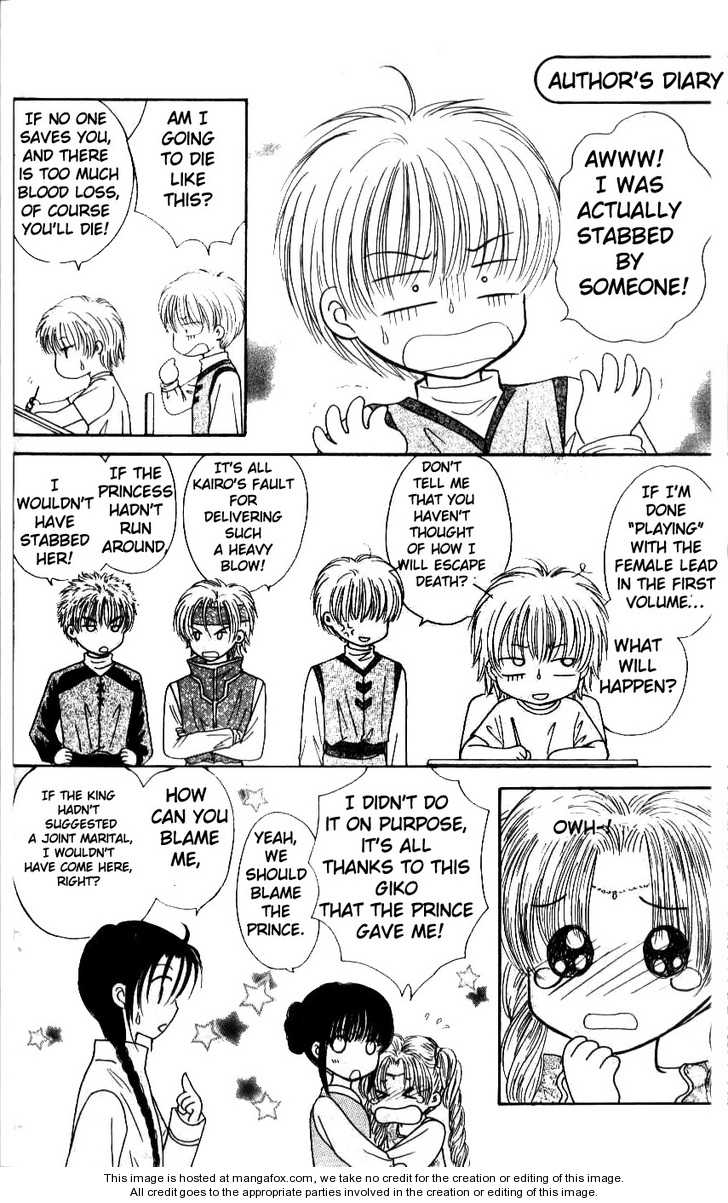 AUTHOR'S DIARY
AWWW!
I WAS
ACTUALLY
STABBED
BY
SOMEONE!
AM I
GOING
TO DIE
LIKE
THIS?
IF NO ONE
SAVES YOU,
AND THERE
IS TOO MUCH
BLOOD LOSS,
OF COURSE
YOU'LL DIE!
IF I'M
DONE
"PLAYING"
WITH THE
FEMALE LEAD
IN THE FIRST
VOLUME...
WHAT
WILL
HAPPEN?
DON'T
TELL ME
THAT YOU
HAVEN'T
THOUGHT
OF HOW I
WILL ESCAPE
DEATH?
IT'S ALL
KAIRO'S FAULT
FOR
DELIVERING
SUCH
A HEAVY
BLOW!
IF THE
PRINCESS
HADN'T
RUN
AROUND,
I
WOULDN'T
HAVE
STABBED
HER!
OWH~!
I DIDN'T DO
IT ON PURPOSE,
IT'S ALL
THANKS TO THIS
GIKO
THAT THE PRINCE
GAVE ME!
YEAH,
WE
SHOULD
BLAME
THE
PRINCE.
HOW
CAN YOU
BLAME
ME,
IF THE KING
HADN'T
SUGGESTED
A JOINT MARITAL,
I WOULDN'T
HAVE COME HERE,
RIGHT?
This image is hosted at mangafox.com, we take no credit for the creation or editing of this image.
All credit goes to the appropriate parties involved in the creation or editing of this image.